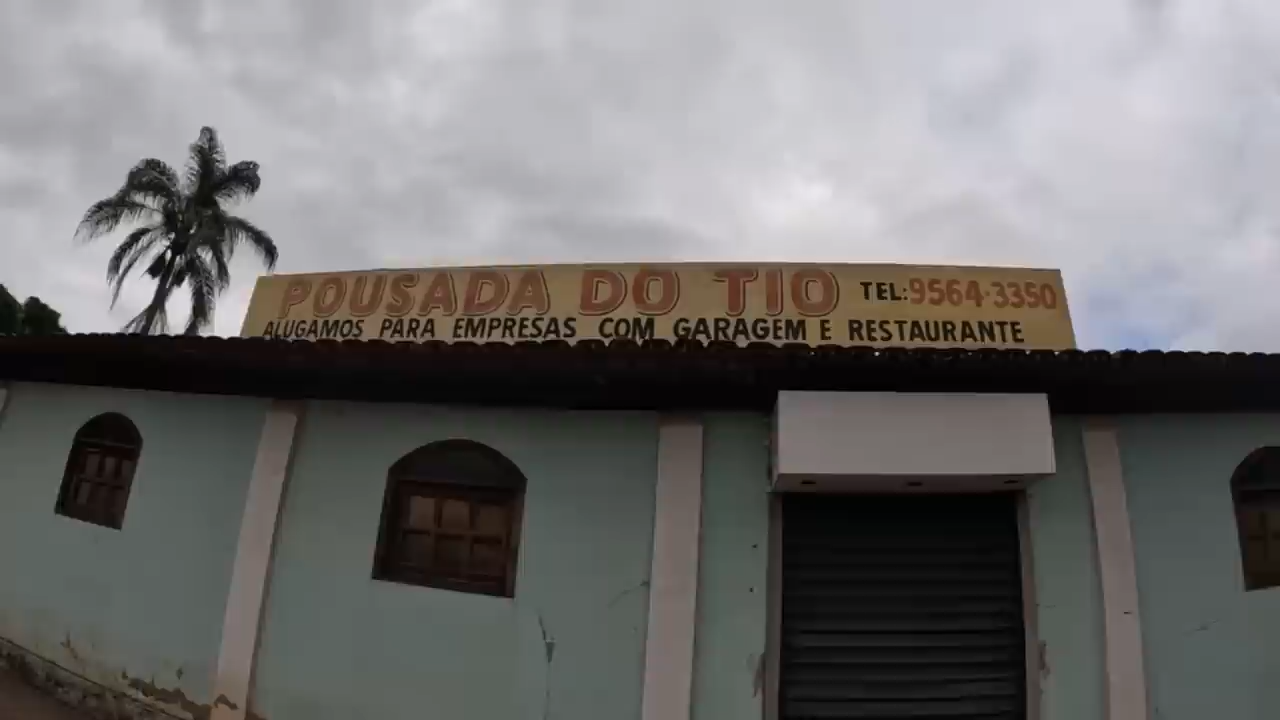 POUSADA DO TIO TEL:9564-3350
ALUGAMOS PARA EMPRESAS COM GARAGEM E RESTAURANTE